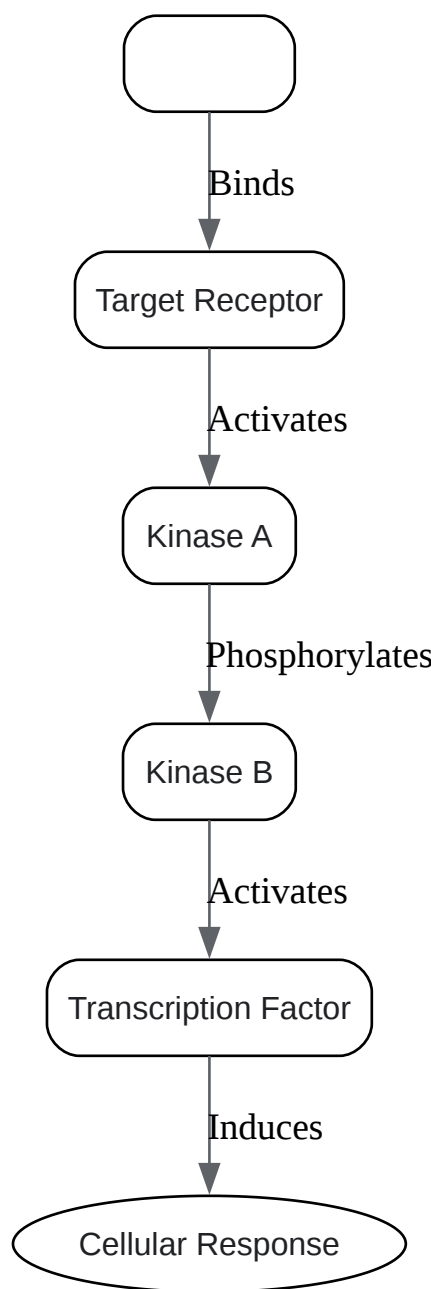 Binds
Target Receptor
Activates
Kinase A
Phosphorylates
Kinase B
Activates
Transcription Factor
Induces
Cellular Response